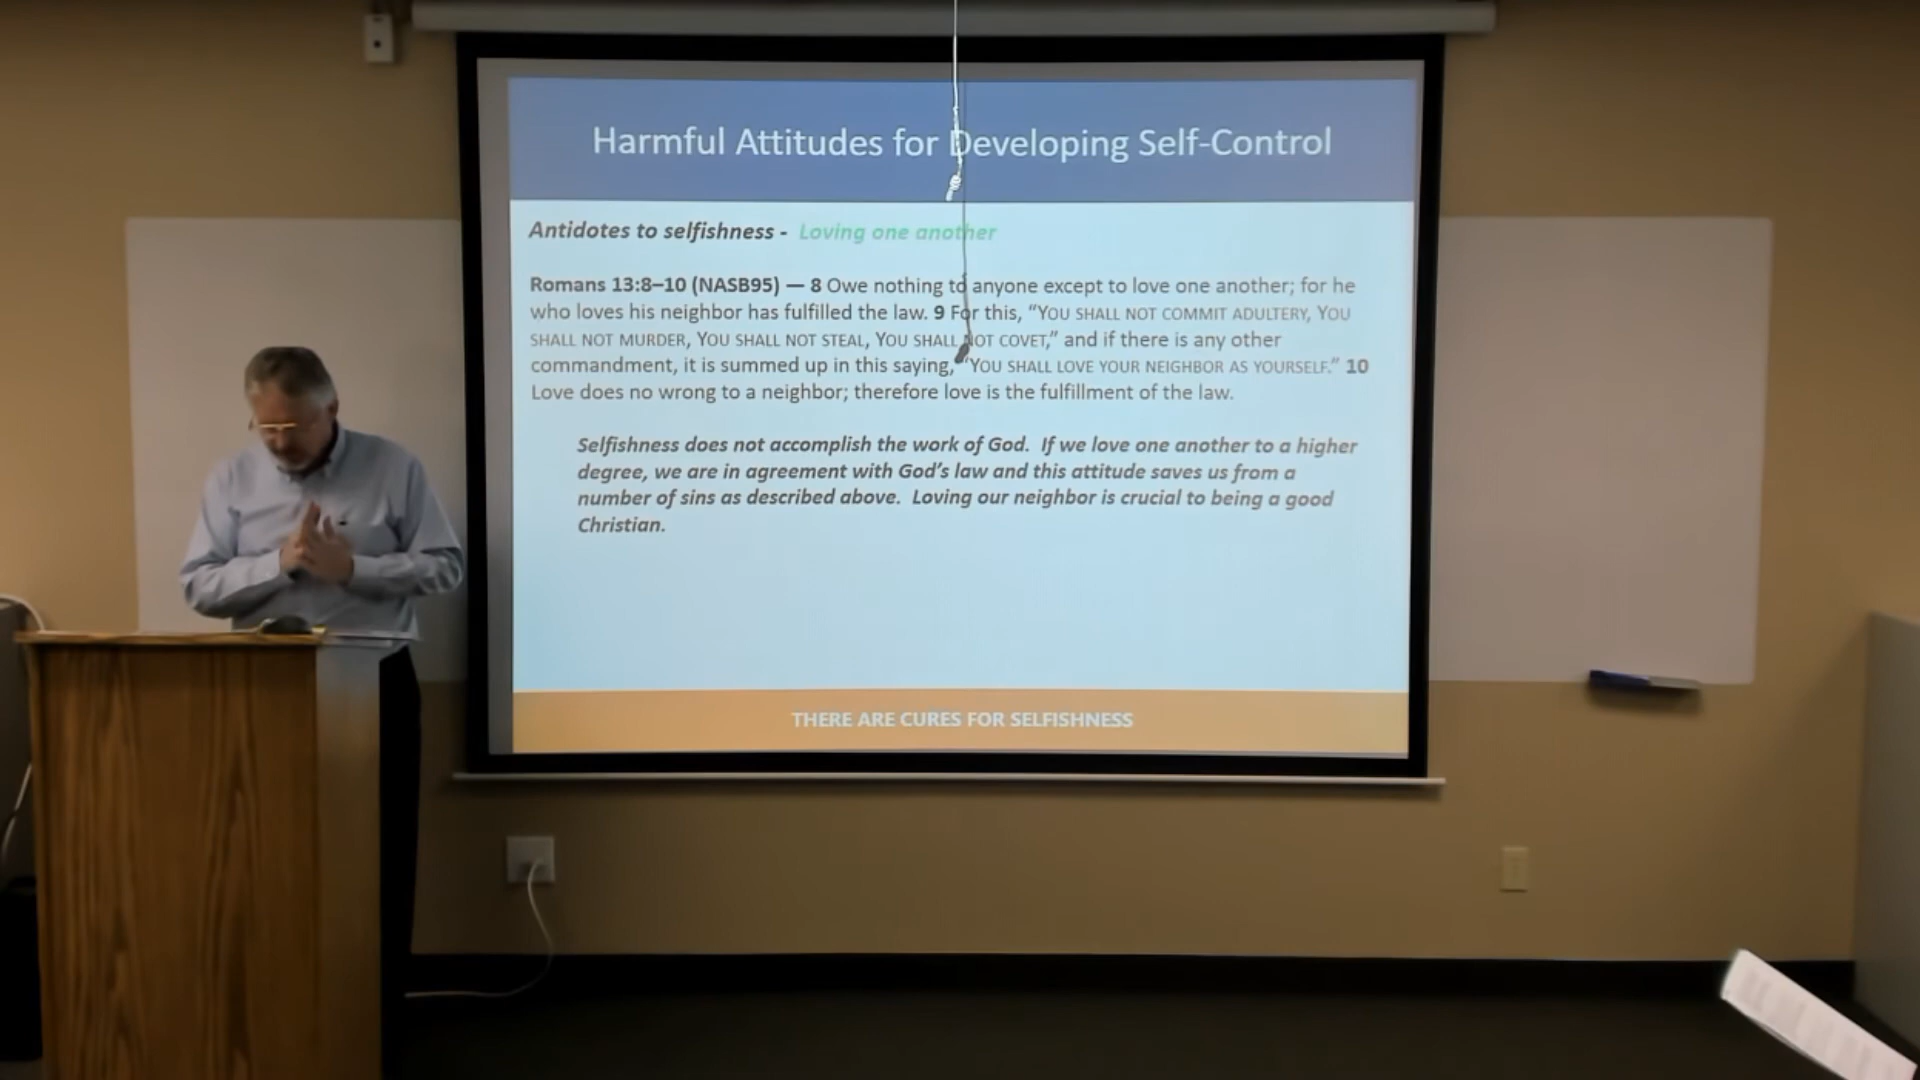 Harmful Attitudes for Developing Self-Control
Antidotes to selfishness - Loving one another
Romans 13:8–10 (NASB95) — 8 Owe nothing to anyone except to love one another; for he
who loves his neighbor has fulfilled the law. 9 For this, “YOU SHALL NOT COMMIT ADULTERY, YOU
SHALL NOT MURDER, YOU SHALL NOT STEAL, YOU SHALL NOT COVET,” and if there is any other
commandment, it is summed up in this saying, “YOU SHALL LOVE YOUR NEIGHBOR AS YOURSELF.” 10
Love does no wrong to a neighbor; therefore love is the fulfillment of the law.
Selfishness does not accomplish the work of God. If we love one another to a higher
degree, we are in agreement with God’s law and this attitude saves us from a
number of sins as described above. Loving our neighbor is crucial to being a good
Christian.
THERE ARE CURES FOR SELFISHNESS